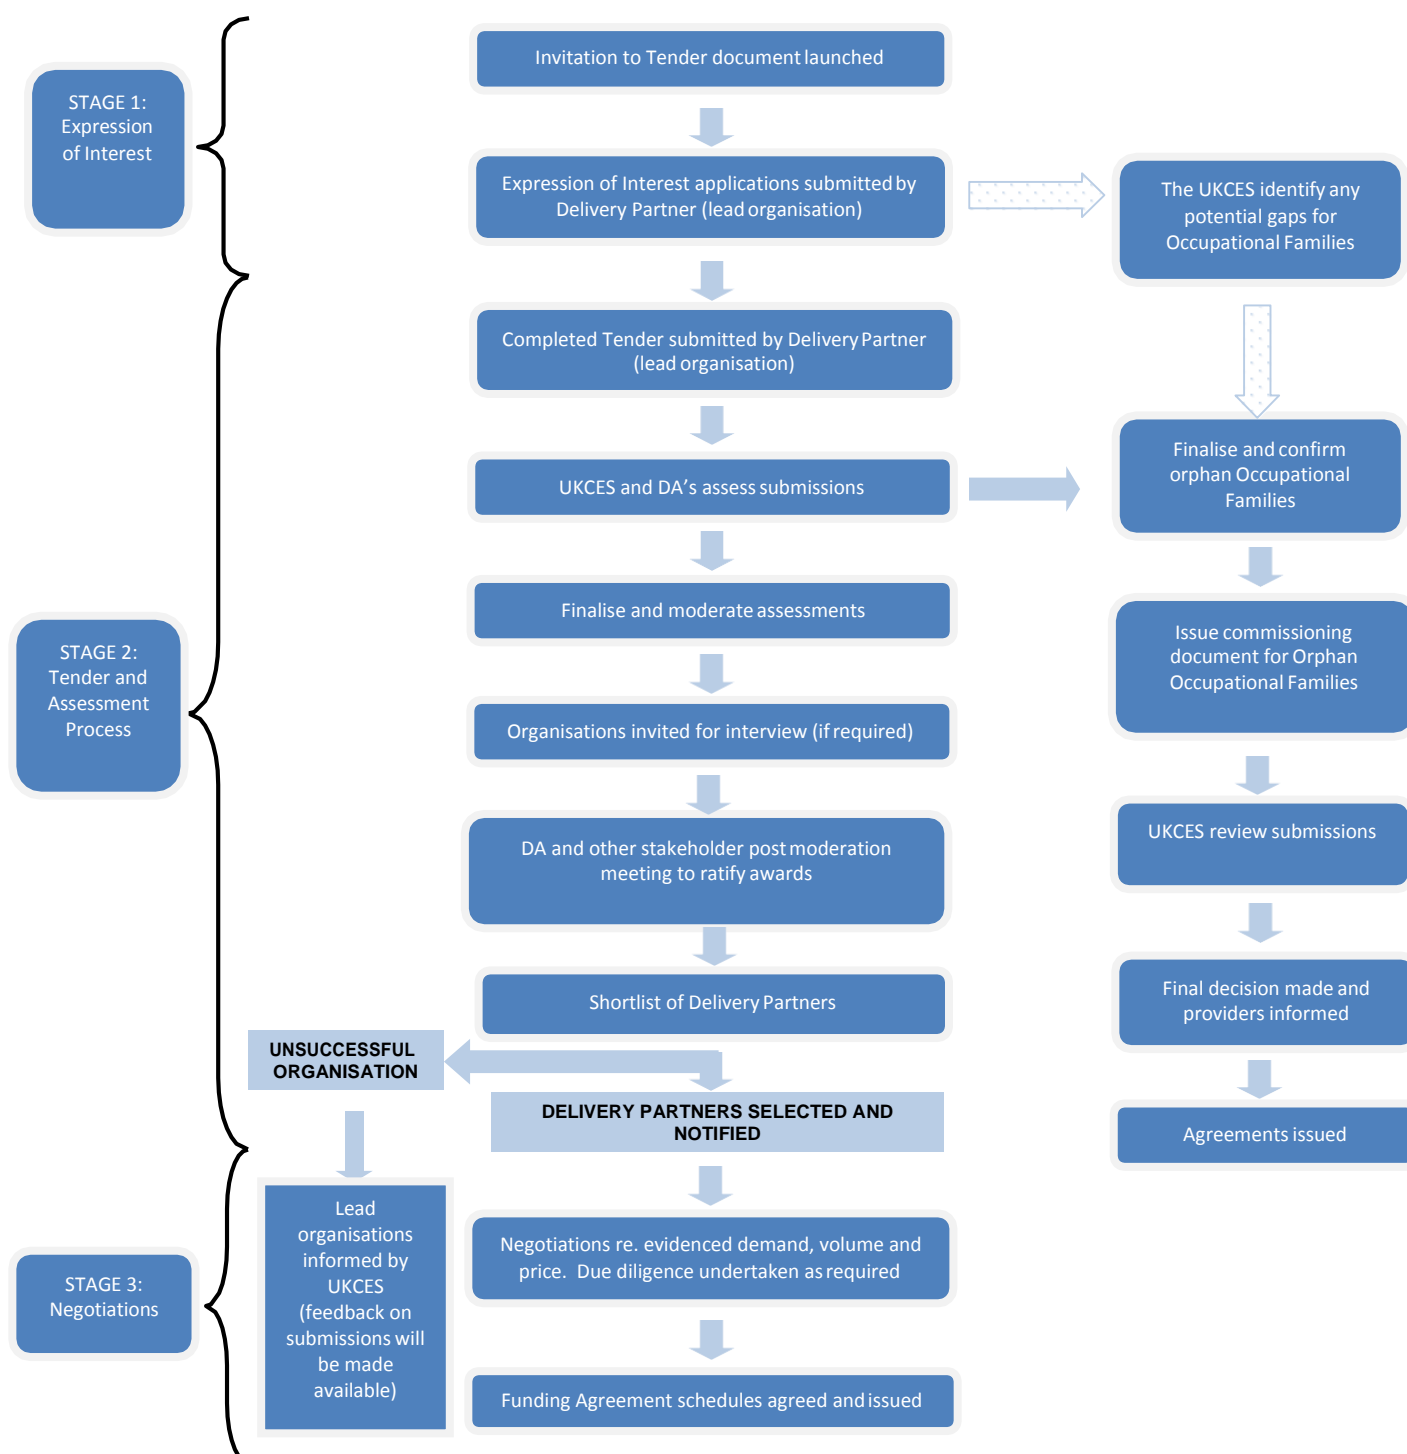 STAGE 1:
Expression
of Interest
Invitation to Tender document launched
Expression of Interest applications submitted by
Delivery Partner (lead organisation)
The UKCES identify any
potential gaps for
Occupational Families
Completed Tender submitted by Delivery Partner
(lead organisation)
UKCES and DA's assess submissions
Finalise and confirm
orphan Occupational
Families
STAGE 2:
Tender and
Assessment
Process
Finalise and moderate assessments
Issue commissioning
document for Orphan
Occupational Families
Organisations invited for interview (if required)
DA and other stakeholder post moderation
meeting to ratify awards
UKCES review submissions
Shortlist of Delivery Partners
Final decision made and
providers informed
UNSUCCESSFUL
ORGANISATION
DELIVERY PARTNERS SELECTED AND
NOTIFIED
Agreements issued
STAGE 3:
Negotiations
Lead
organisations
informed by
UKCES
(feedback on
submissions will
be made
available)
Negotiations re. evidenced demand, volume and
price.  Due diligence undertaken as required
Funding Agreement schedules agreed and issued